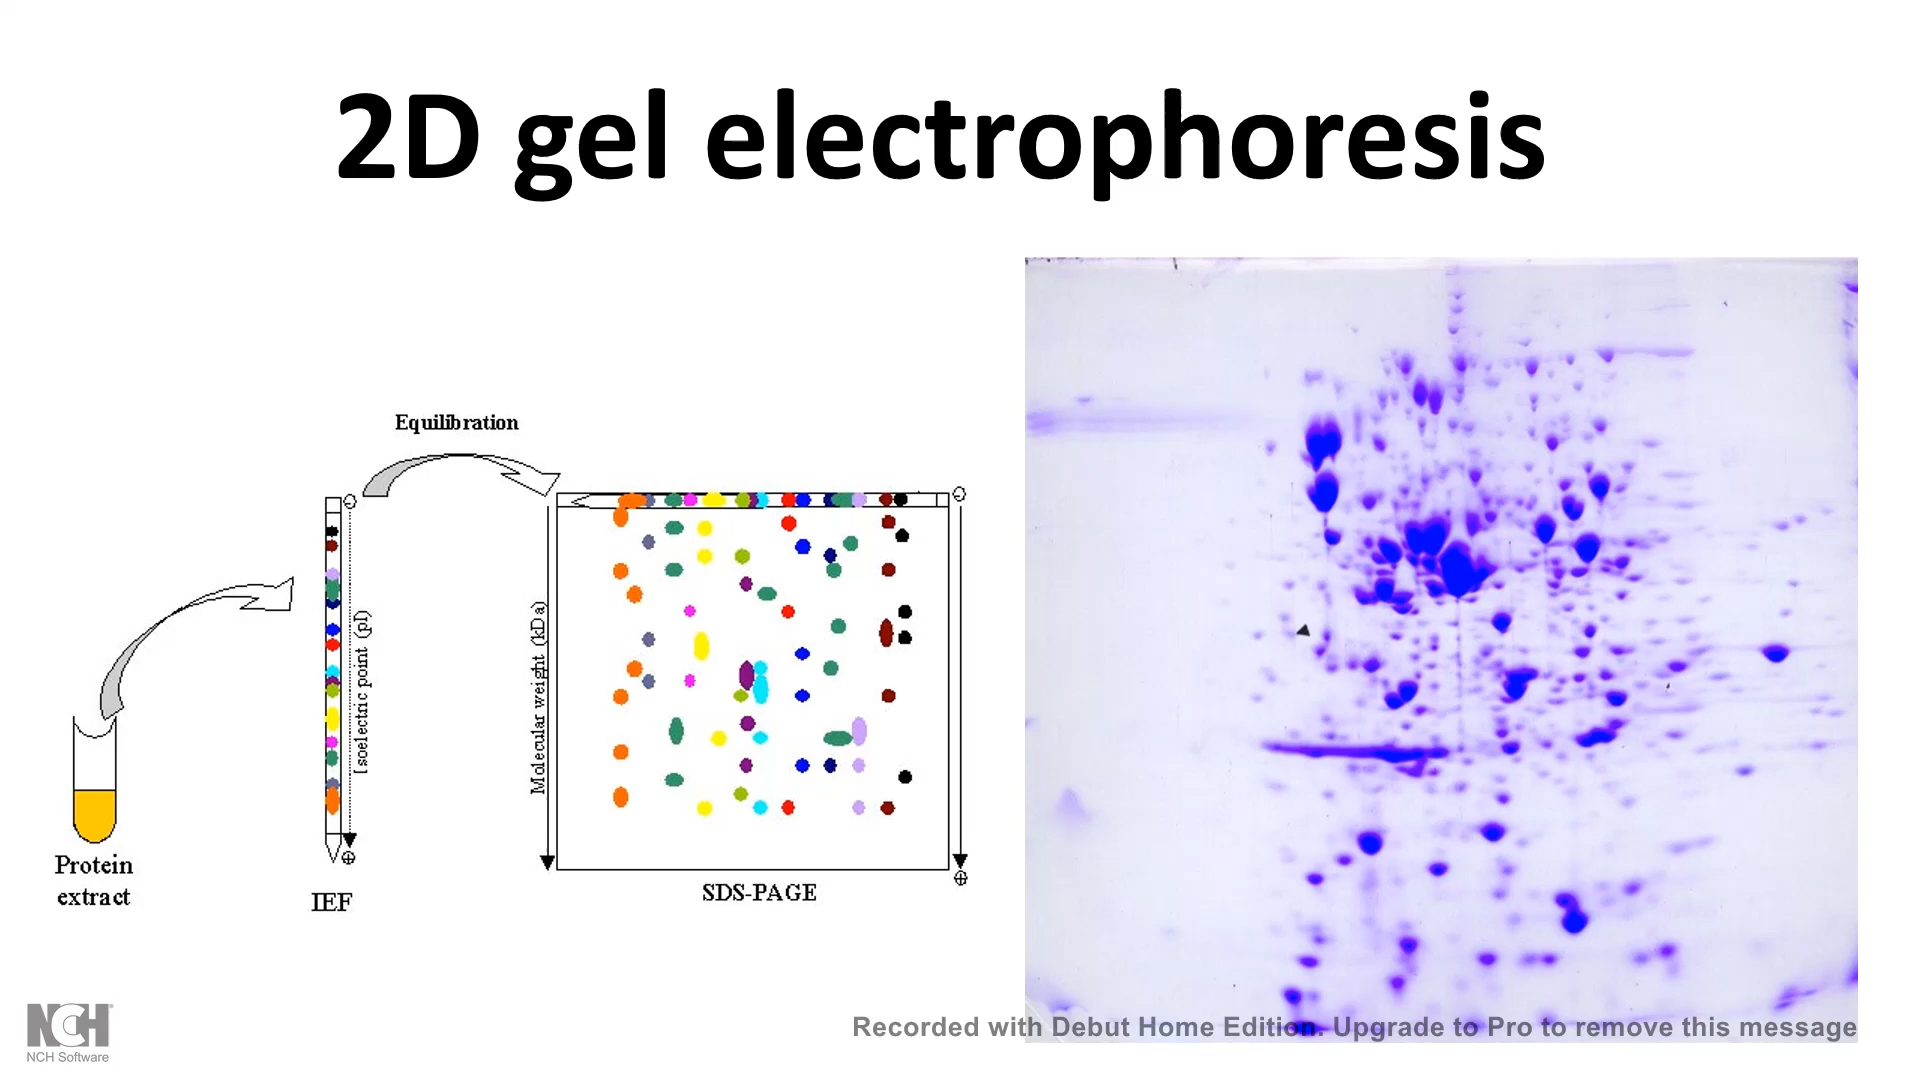 2D gel electrophoresis
Equilibration
Isoelectric point (pI)
Molecular weight (kDa)
Protein
extract
IEF
SDS-PAGE
NCH
NCH Software
Recorded with Debut Home Edition. Upgrade to Pro to remove this message